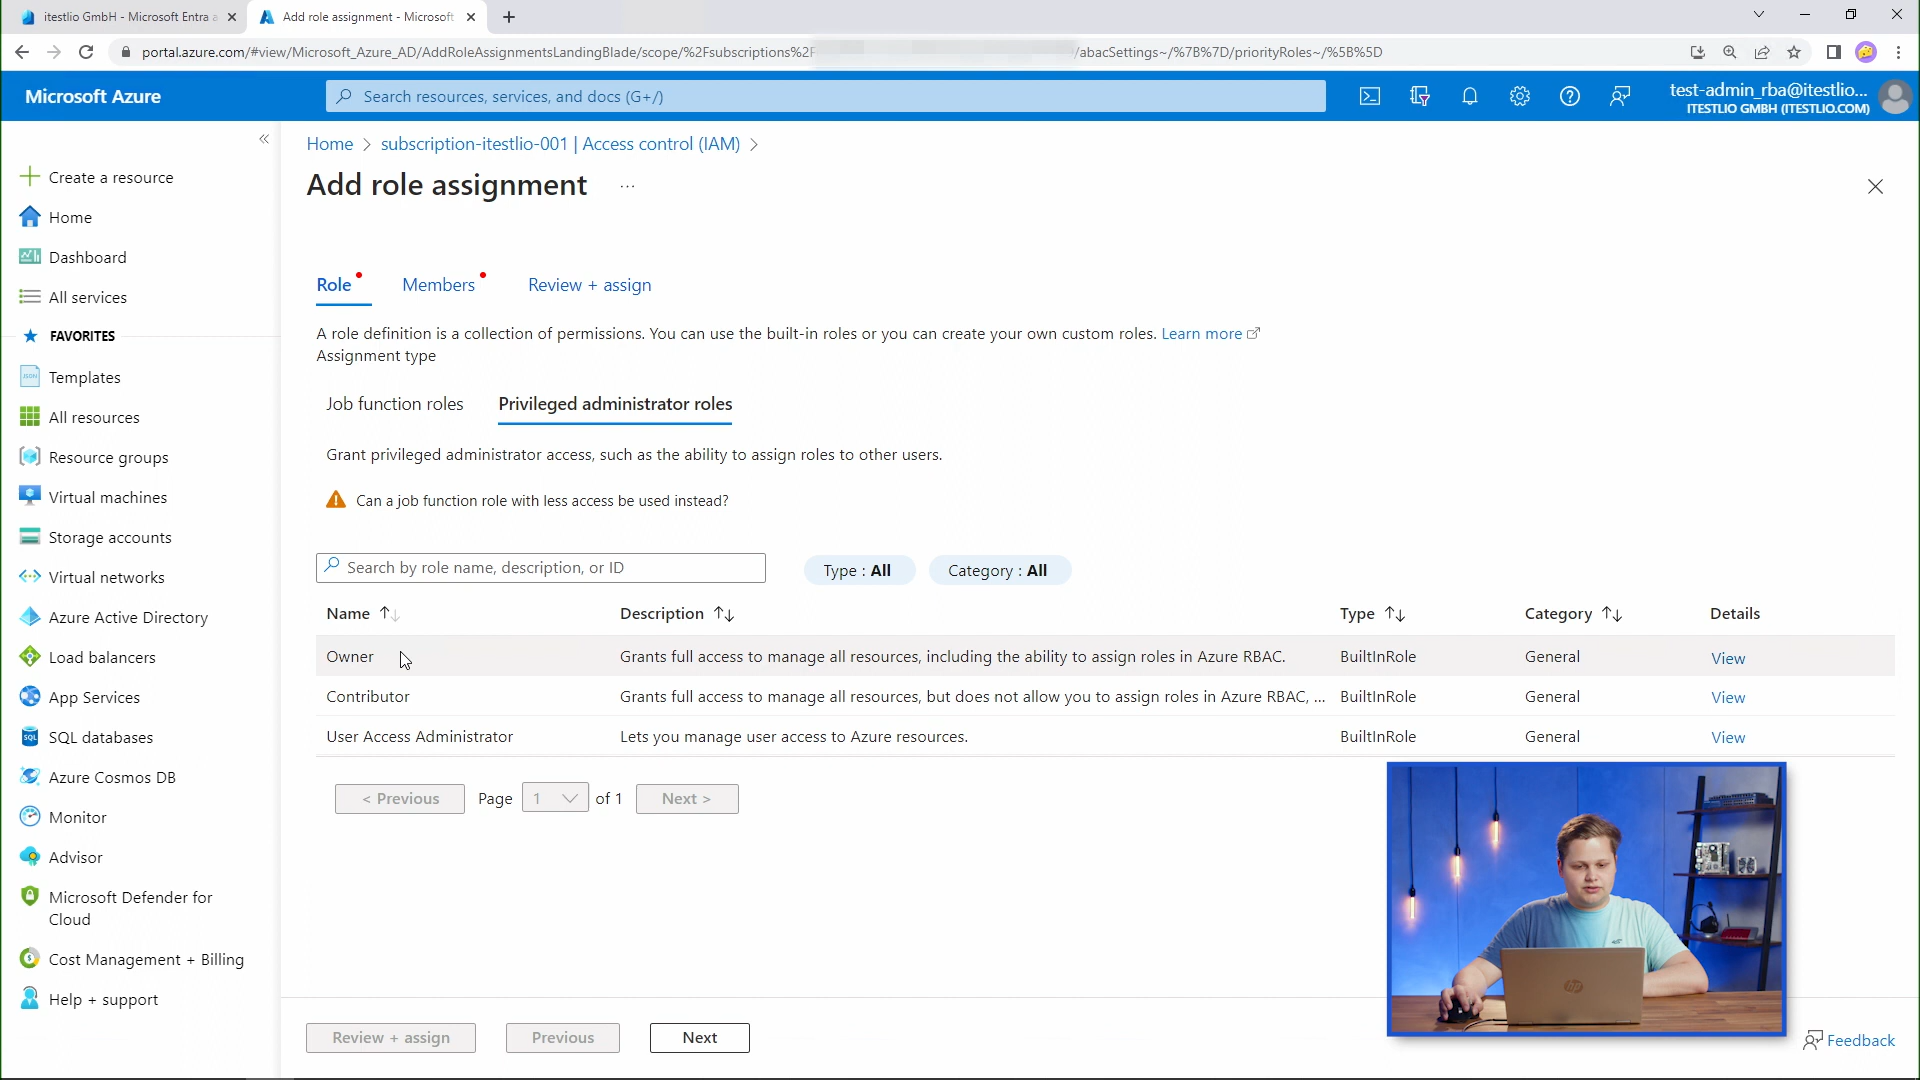 itestlio GmbH - Microsoft Entra a
Add role assignment - Microsoft
portal.azure.com/#view/Microsoft_Azure_AD/AddRoleAssignmentsLandingBlade/scope/%2Fsubscriptions%2F
/abacSettings~/%7B%7D/priorityRoles~/%5B%5D
Microsoft Azure
Search resources, services, and docs (G+/)
test-admin_rba@itestlio...
ITESTLIO GMBH (ITESTLIO.COM)
Home > subscription-itestlio-001 | Access control (IAM) >
Add role assignment ...
Create a resource
Home
Dashboard
All services
FAVORITES
Templates
All resources
Resource groups
Virtual machines
Storage accounts
Virtual networks
Azure Active Directory
Load balancers
App Services
SQL databases
Azure Cosmos DB
Monitor
Advisor
Microsoft Defender for
Cloud
Cost Management + Billing
Help + support
Role Members Review + assign
A role definition is a collection of permissions. You can use the built-in roles or you can create your own custom roles. Learn more
Assignment type
Job function roles Privileged administrator roles
Grant privileged administrator access, such as the ability to assign roles to other users.
Can a job function role with less access be used instead?
Search by role name, description, or ID
Type : All Category : All
Name Description Type Category Details
Owner Grants full access to manage all resources, including the ability to assign roles in Azure RBAC. BuiltInRole General View
Contributor Grants full access to manage all resources, but does not allow you to assign roles in Azure RBAC, ... BuiltInRole General View
User Access Administrator Lets you manage user access to Azure resources. BuiltInRole General View
< Previous Page 1 of 1 Next >
hp
Review + assign Previous Next
Feedback